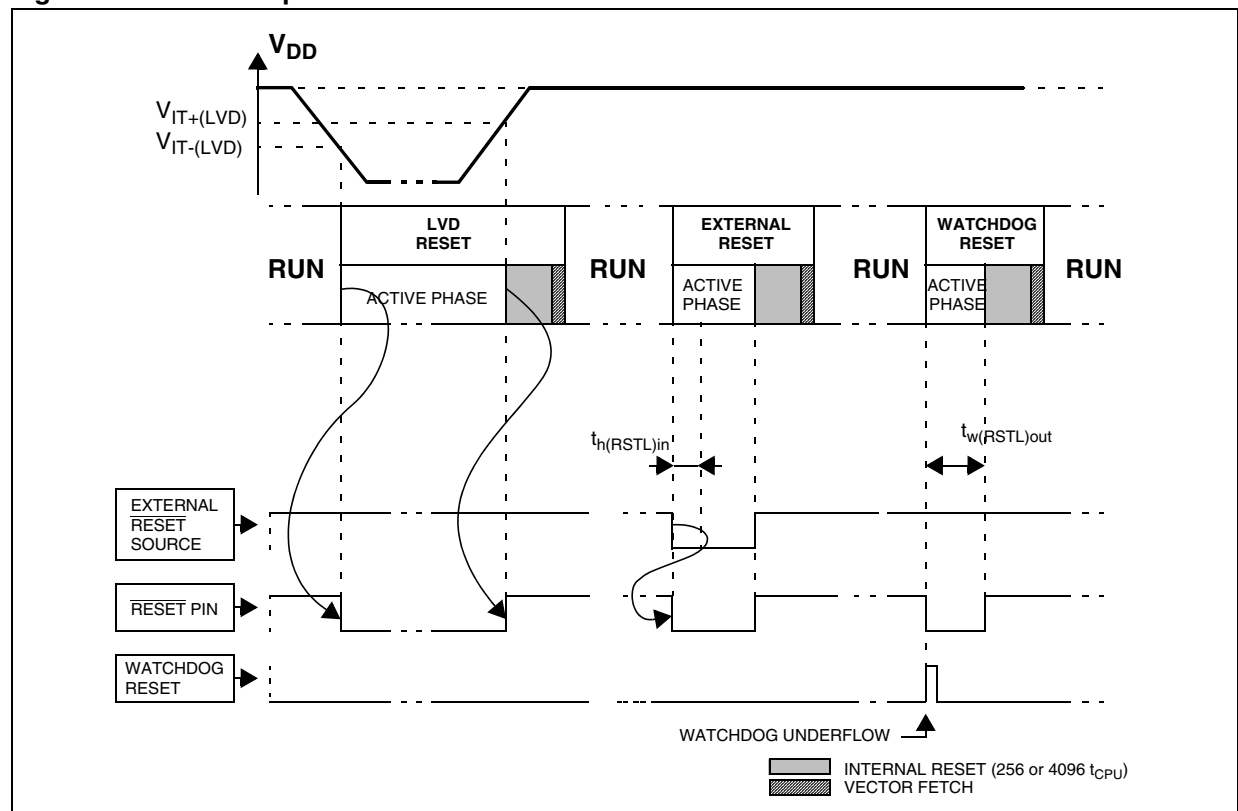 V_DD
V_IT+(LVD)
V_IT-(LVD)
LVD
RESET
EXTERNAL
RESET
WATCHDOG
RESET
RUN
RUN
RUN
RUN
ACTIVE PHASE
ACTIVE
PHASE
ACTIVE
PHASE
t_h(RSTL)in
t_w(RSTL)out
EXTERNAL
RESET
SOURCE
RESET PIN
WATCHDOG
RESET
WATCHDOG UNDERFLOW
INTERNAL RESET (256 or 4096 t_CPU)
VECTOR FETCH